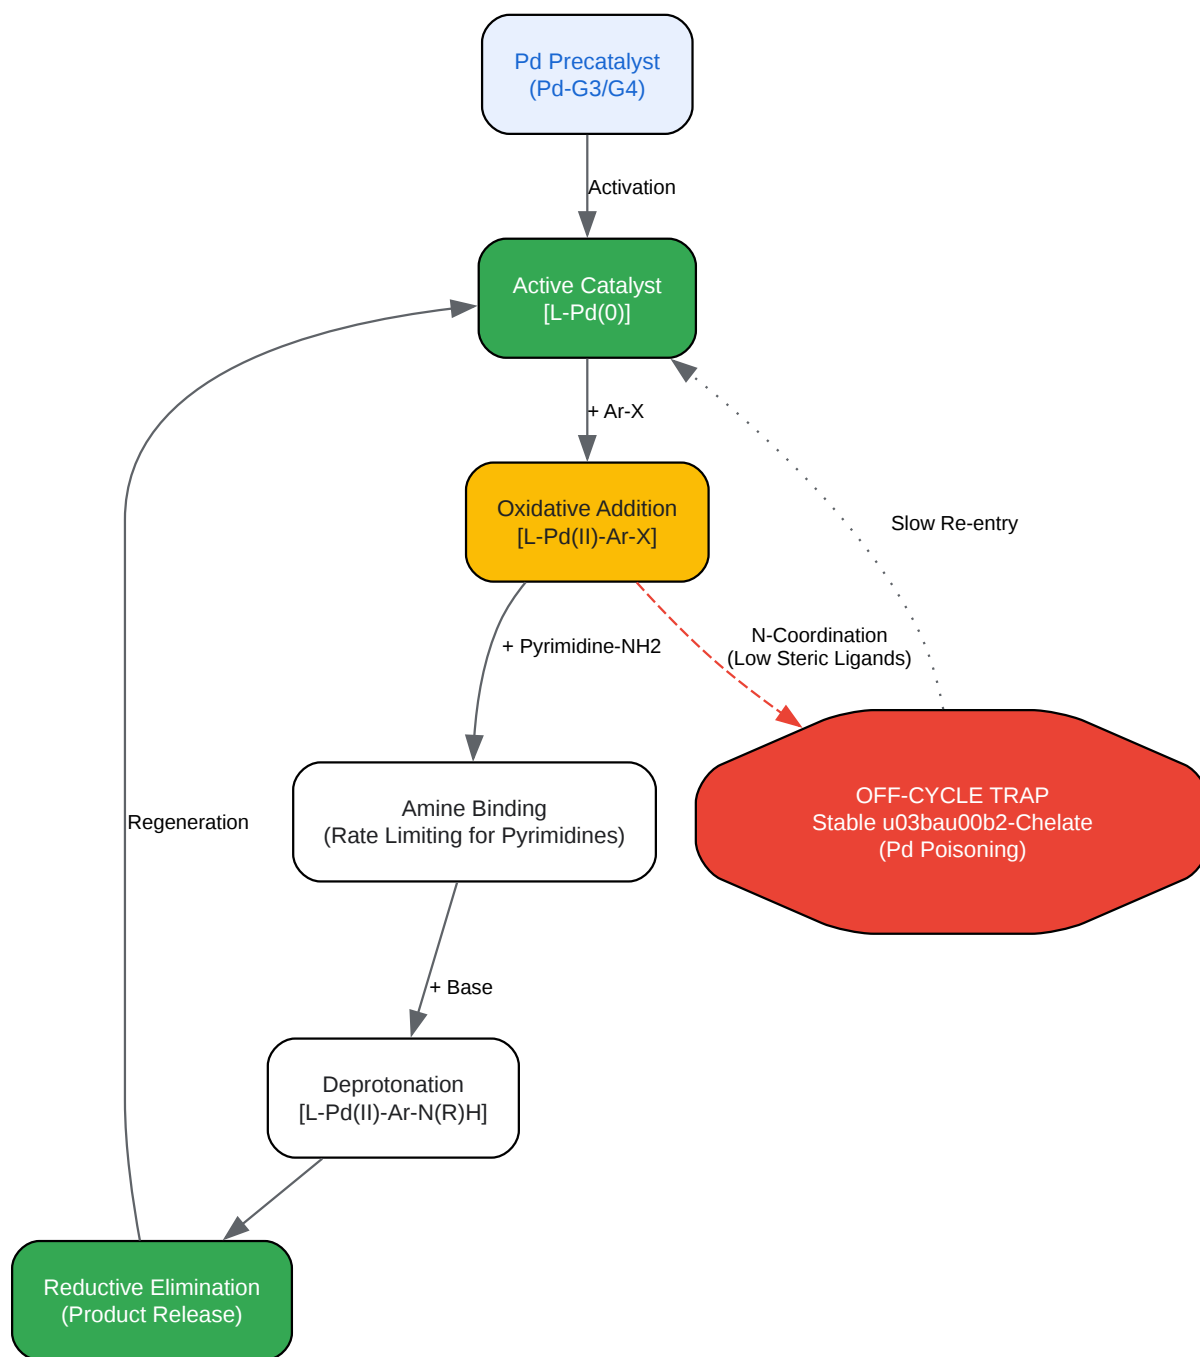 Pd Precatalyst
(Pd-G3/G4)
Activation
Active Catalyst
[L-Pd(0)]
+ Ar-X
Oxidative Addition
[L-Pd(II)-Ar-X]
Slow Re-entry
+ Pyrimidine-NH2
N-Coordination
(Low Steric Ligands)
Amine Binding
(Rate Limiting for Pyrimidines)
OFF-CYCLE TRAP
Stable u03bau00b2-Chelate
(Pd Poisoning)
Regeneration
+ Base
Deprotonation
[L-Pd(II)-Ar-N(R)H]
Reductive Elimination
(Product Release)